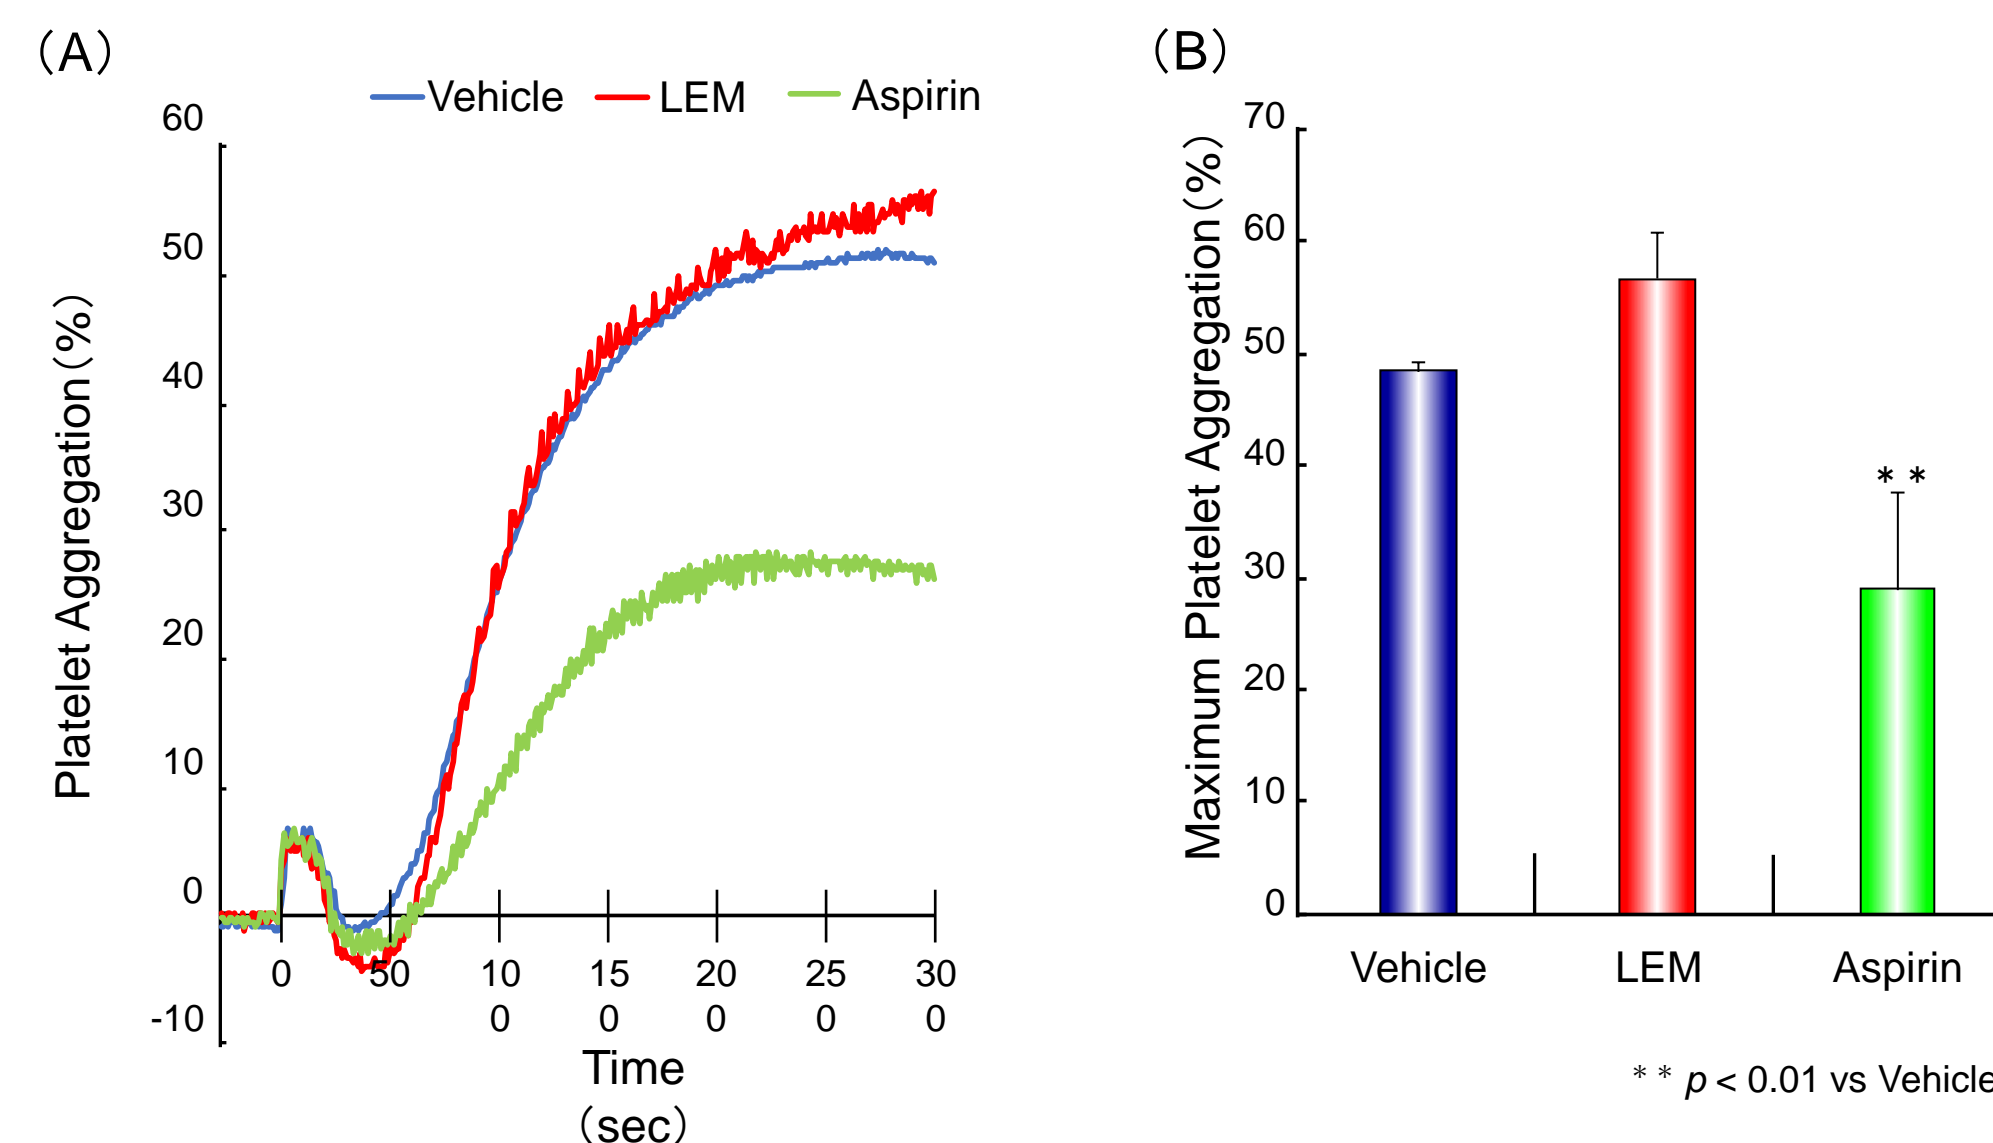 （A）
Vehicle LEM Aspirin
60
50
40
30
20
10
0
-10
Platelet Aggregation（%）
0 50 10 15 20 25 30
0 0 0 0 0
Time
（sec）
（B）
70
60
50
40
30
20
10
0
Maximum Platelet Aggregation（%）
＊＊
Vehicle LEM Aspirin
＊＊ p < 0.01 vs Vehicle